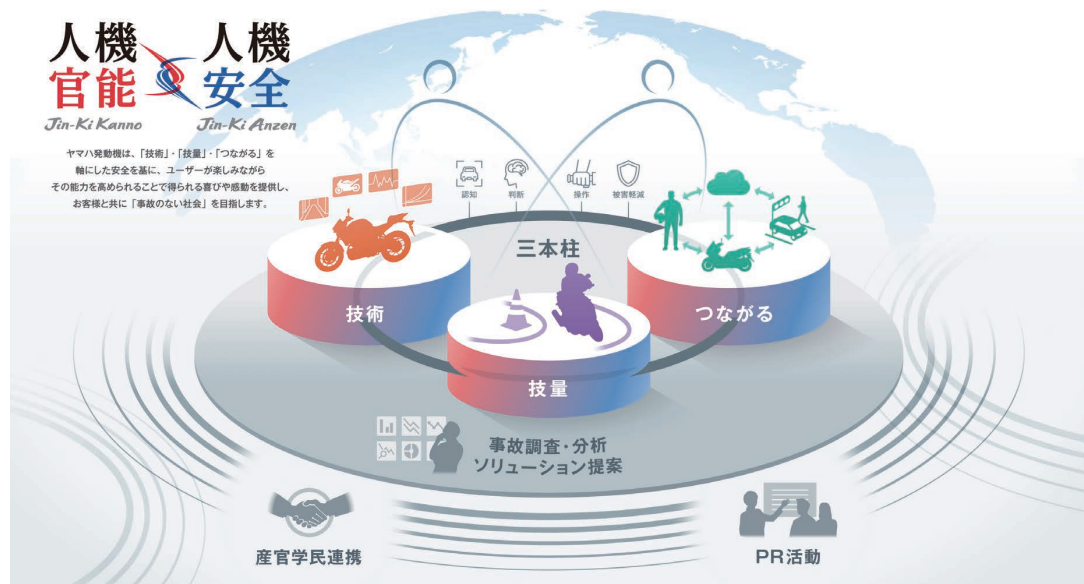 人機 人機
官能 安全
Jin-Ki Kanno Jin-Ki Anzen
ヤマハ発動機は、「技術」・「技量」・「つながる」を
軸にした安全を基に、ユーザーが楽しみながら
その能力を高められることで得られる喜びや感動を提供し、
お客様と共に「事故のない社会」を目指します。
認知 判断 操作 被害軽減
三本柱
技術
つながる
技量
事故調査・分析
ソリューション提案
産官学民連携
PR活動